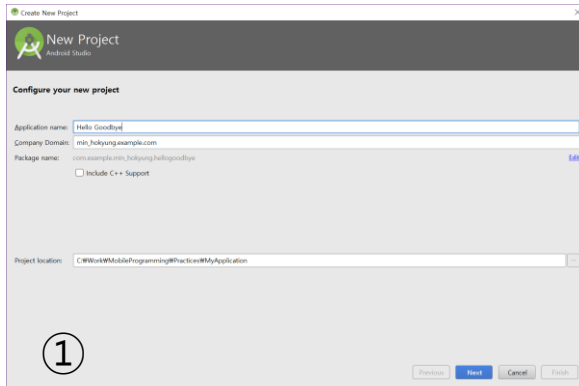 Create New Project
New Project
Android Studio
Configure your new project
Application name: Hello Goodbye
Company Domain: min_hokyung.example.com
Package name: com.example.min_hokyung.hellogoodbye Edit
Include C++ Support
Project location: C:₩Work₩MobileProgramming₩Practices₩MyApplication ...
①
Previous Next Cancel Finish